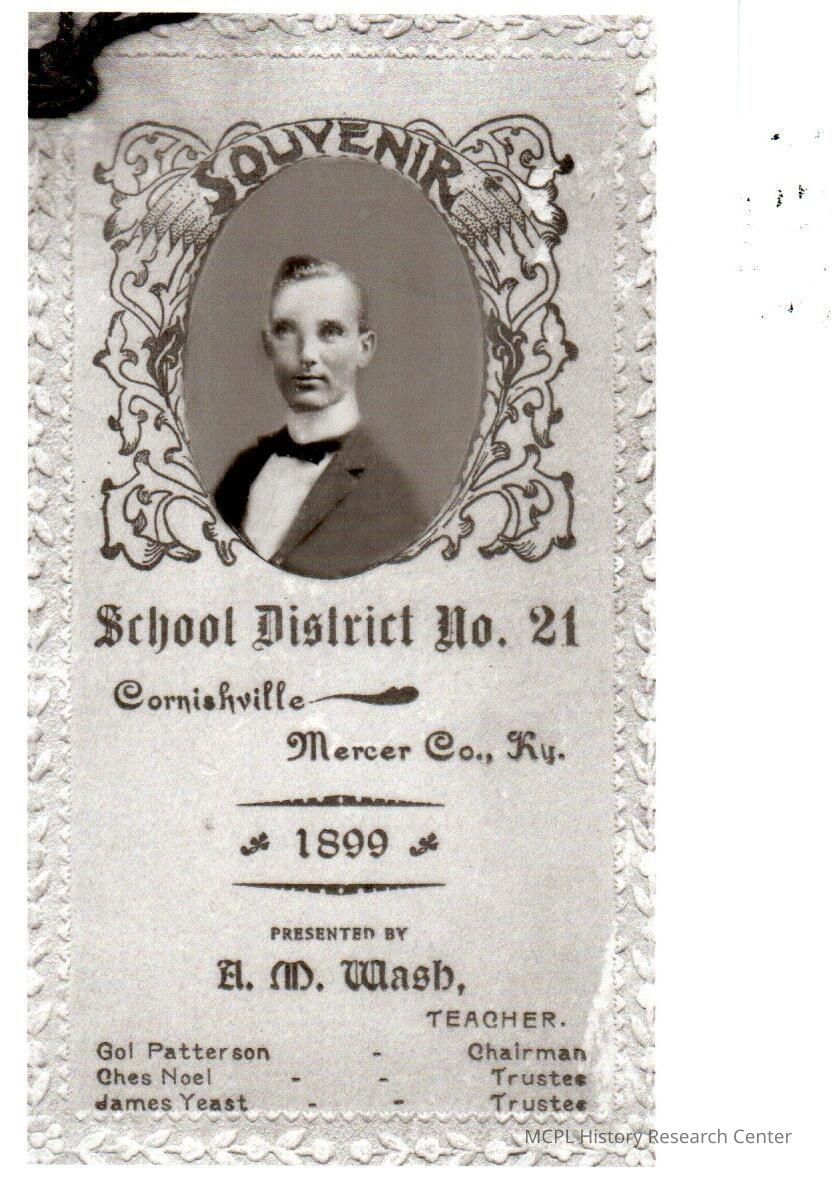 SOUVENIR
School District No. 21
Cornishville
Mercer Co., Ky.
1899
PRESENTED BY
A. M. Wash,
TEACHER.
Gol Patterson - Chairman
Ches Noel - - Trustee
James Yeast - - Trustee
MCPL History Research Center